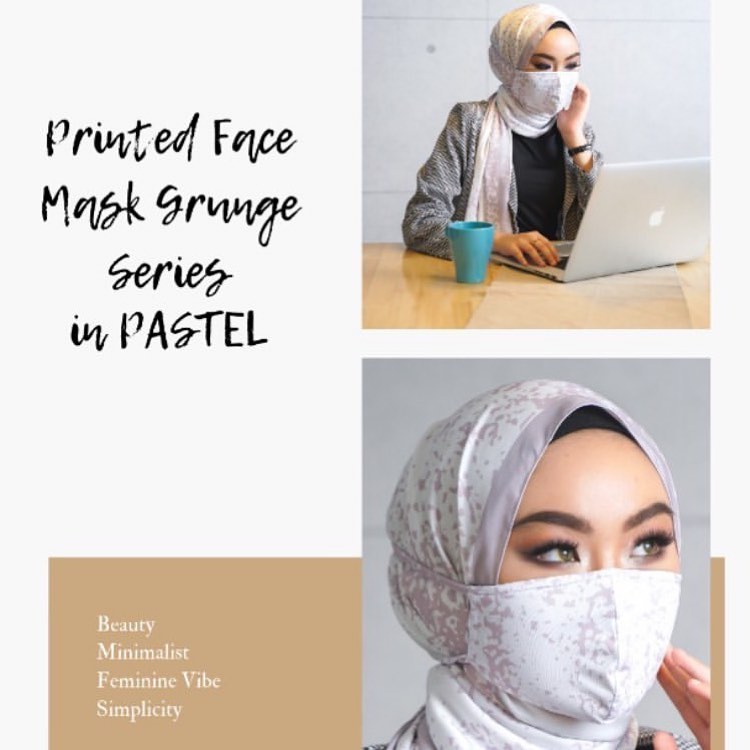 Printed Face
Mask Grunge
Series
in PASTEL
Beauty
Minimalist
Feminine Vibe
Simplicity